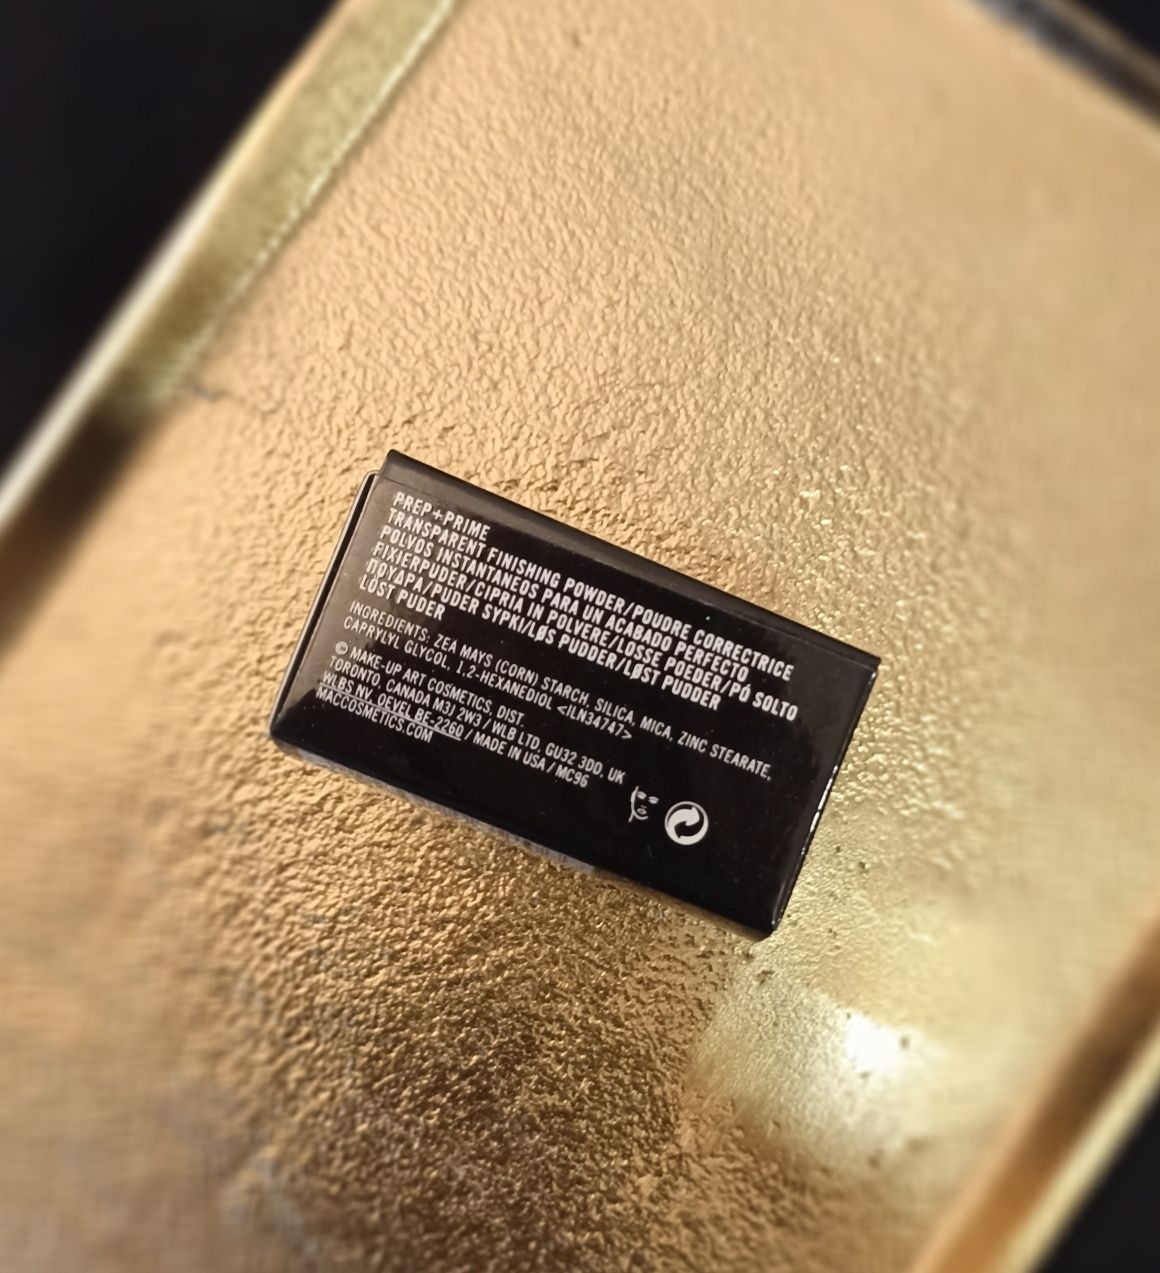 PREP+PRIME
TRANSPARENT FINISHING POWDER/POUDRE CORRECTRICE
POLVOS INSTANTANEOS PARA UN ACABADO PERFECTO
FIXIERPUDER/CIPRIA IN POLVERE/LOSSE POEDER/PÓ SOLTO
ΠΟΥΔΡΑ/PUDER SYPKI/LØS PUDDER/LØST PUDDER
LÖST PUDER
INGREDIENTS: ZEA MAYS (CORN) STARCH, SILICA, MICA, ZINC STEARATE,
CAPRYLYL GLYCOL, 1,2-HEXANEDIOL <ILN34747>
© MAKE-UP ART COSMETICS, DIST.
TORONTO, CANADA M3J 2W3 / WLB LTD, GU32 3DD, UK
WLBS NV, OEVEL BE-2260 / MADE IN USA / MC96
MACCOSMETICS.COM